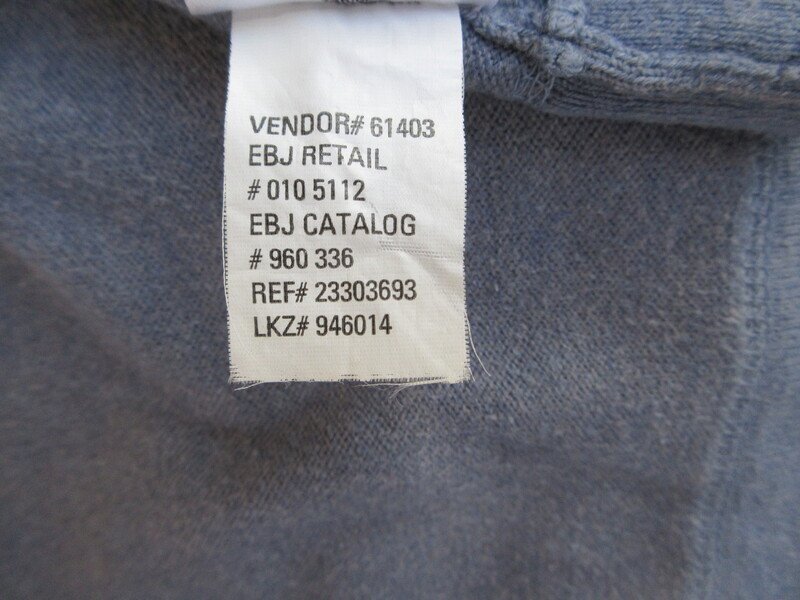 VENDOR# 61403
EBJ RETAIL
# 010 5112
EBJ CATALOG
# 960 336
REF# 23303693
LKZ# 946014